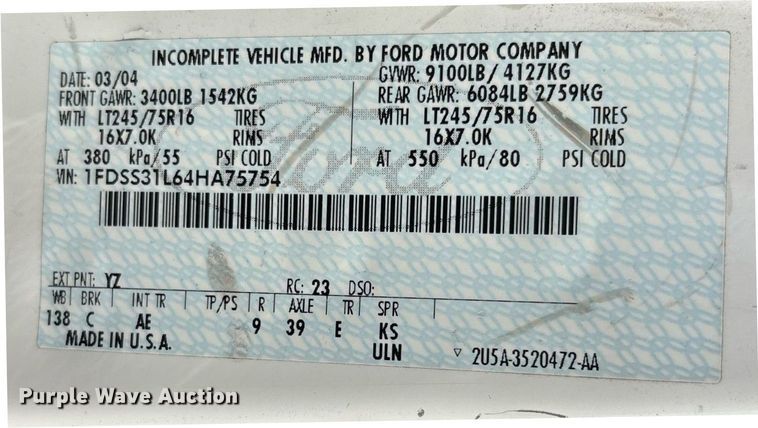 INCOMPLETE VEHICLE MFD. BY FORD MOTOR COMPANY
DATE: 03/04 GVWR: 9100LB/ 4127KG
FRONT GAWR: 3400LB 1542KG REAR GAWR: 6084LB 2759KG
WITH LT245/75R16 TIRES WITH LT245/75R16 TIRES
16X7.0K RIMS 16X7.0K RIMS
AT 380 kPa/55 PSI COLD AT 550 kPa/80 PSI COLD
VIN: 1FDSS31L64HA75754
Ford
EXT PNT: YZ RC: 23 DSO:
WB BRK INT TR TP/PS R AXLE TR SPR
138 C AE 9 39 E KS
MADE IN U.S.A. ULN ▽ 2U5A-3520472-AA
Purple Wave Auction